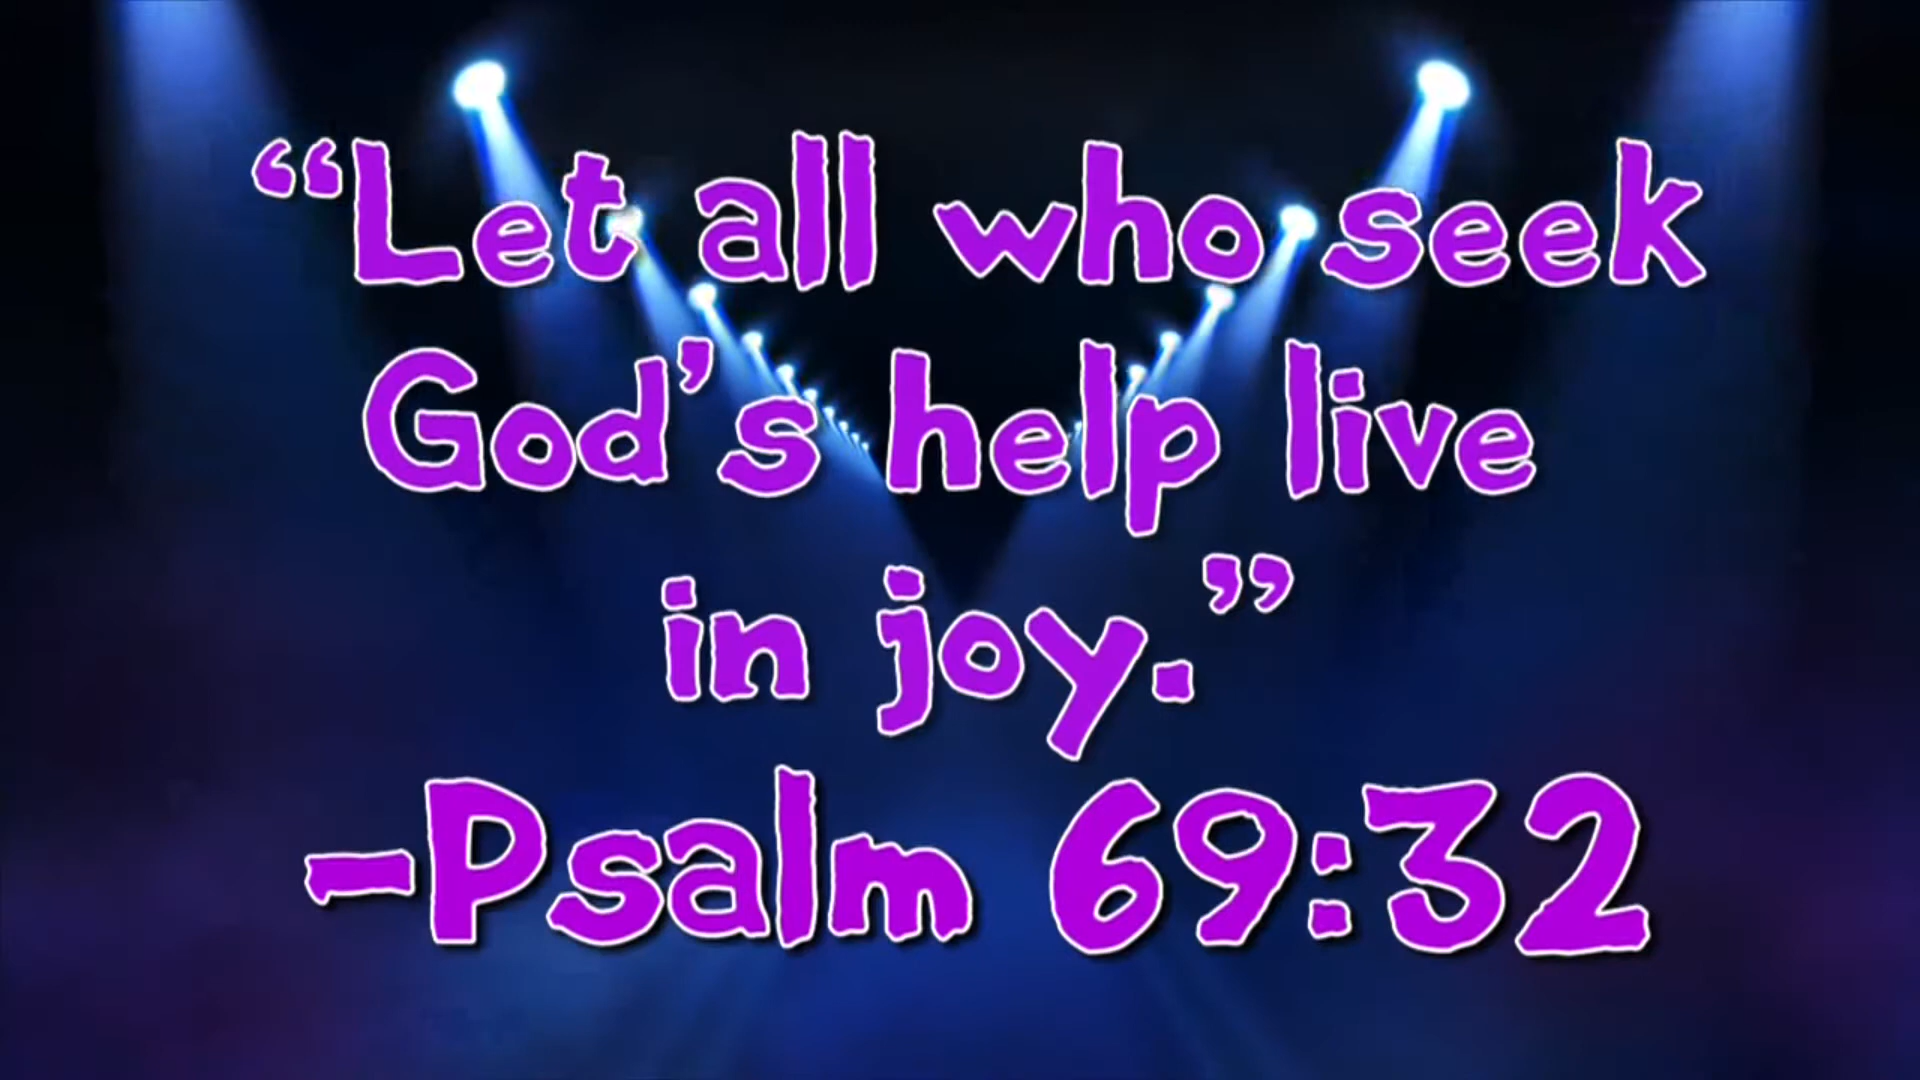 “Let all who seek
God’s help live
in joy.”
-Psalm 69:32